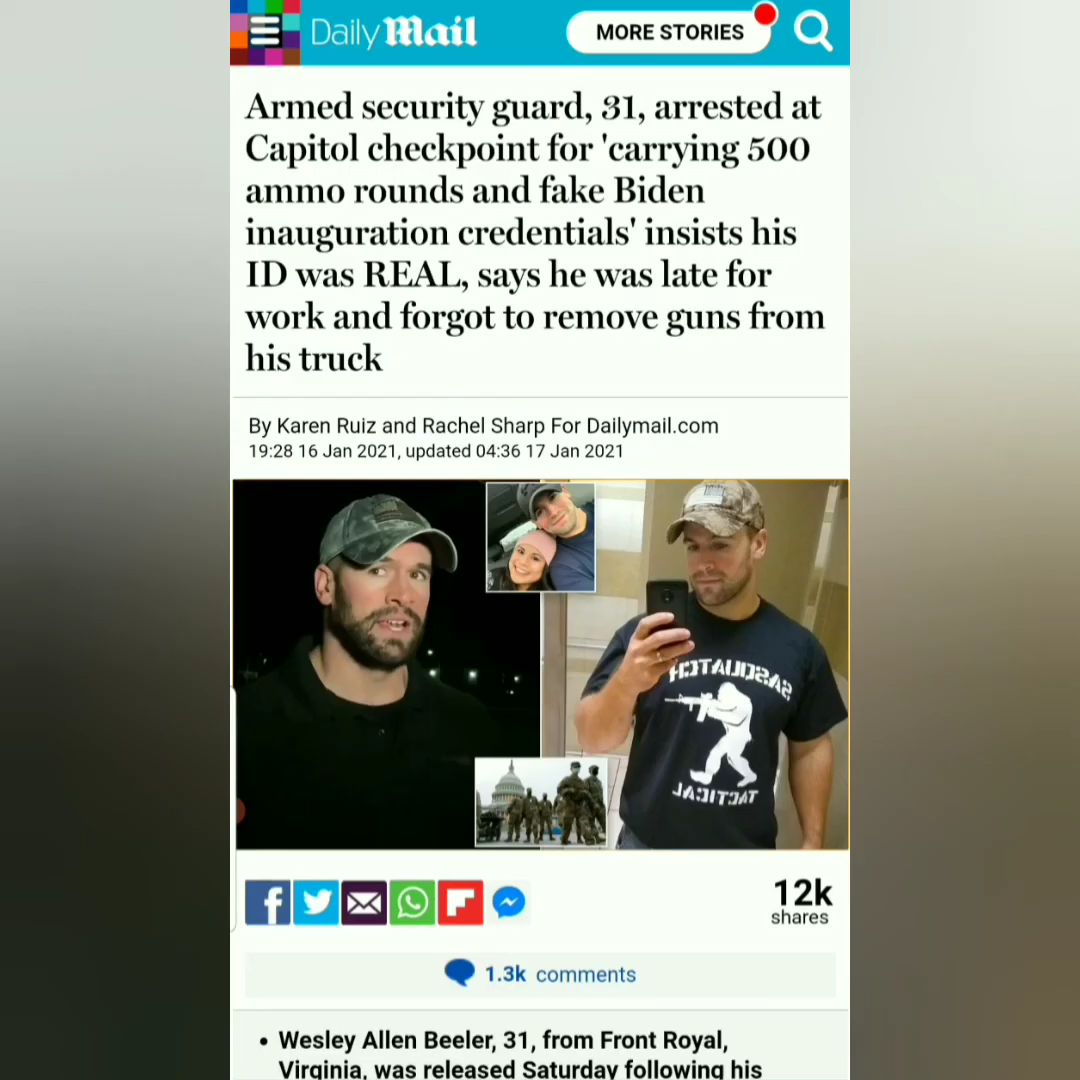 Daily Mail
MORE STORIES
Armed security guard, 31, arrested at
Capitol checkpoint for 'carrying 500
ammo rounds and fake Biden
inauguration credentials' insists his
ID was REAL, says he was late for
work and forgot to remove guns from
his truck
By Karen Ruiz and Rachel Sharp For Dailymail.com
19:28 16 Jan 2021, updated 04:36 17 Jan 2021
SASQUATCH
TACTICAL
12k
shares
1.3k comments
• Wesley Allen Beeler, 31, from Front Royal,
Virginia, was released Saturday following his